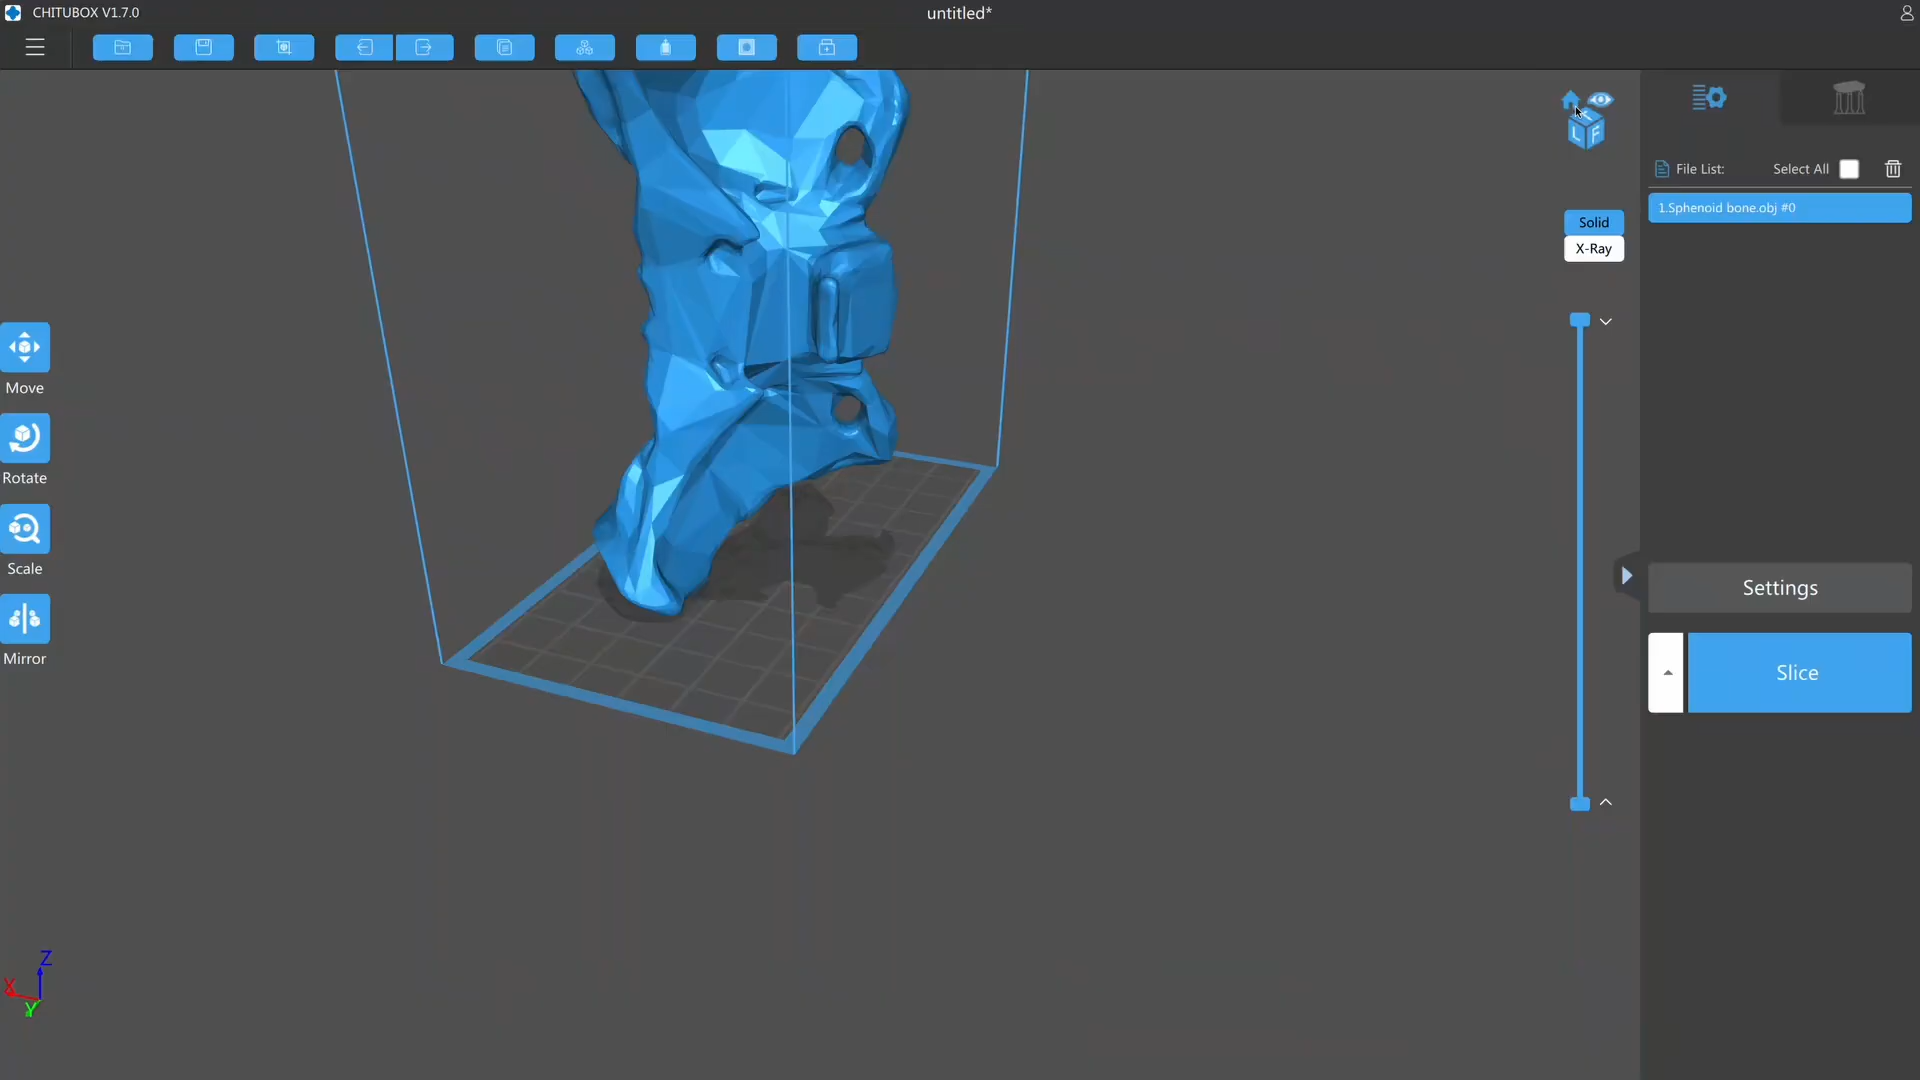 CHITUBOX V1.7.0
untitled*
L F
Solid
X-Ray
File List:
Select All
1.Sphenoid bone.obj #0
Move
Rotate
Scale
Mirror
Settings
Slice
Z
X
Y